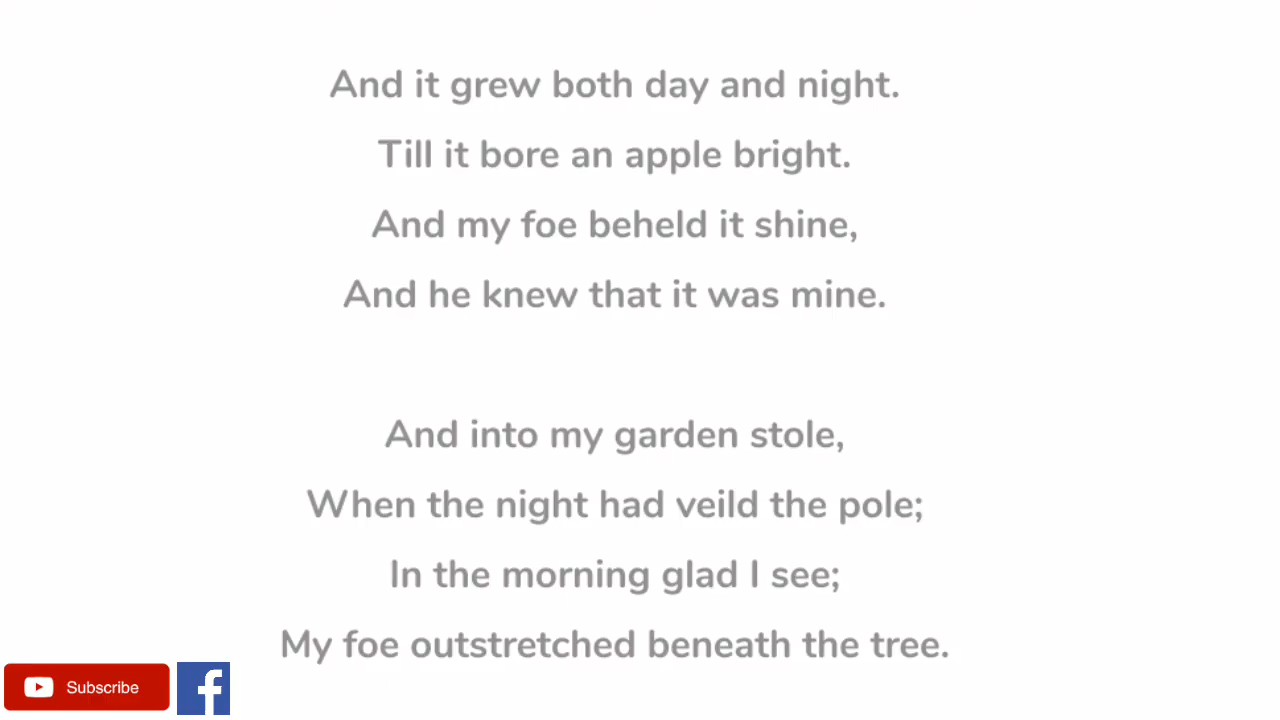 And it grew both day and night.
Till it bore an apple bright.
And my foe beheld it shine,
And he knew that it was mine.
And into my garden stole,
When the night had veild the pole;
In the morning glad I see;
My foe outstretched beneath the tree.
Subscribe